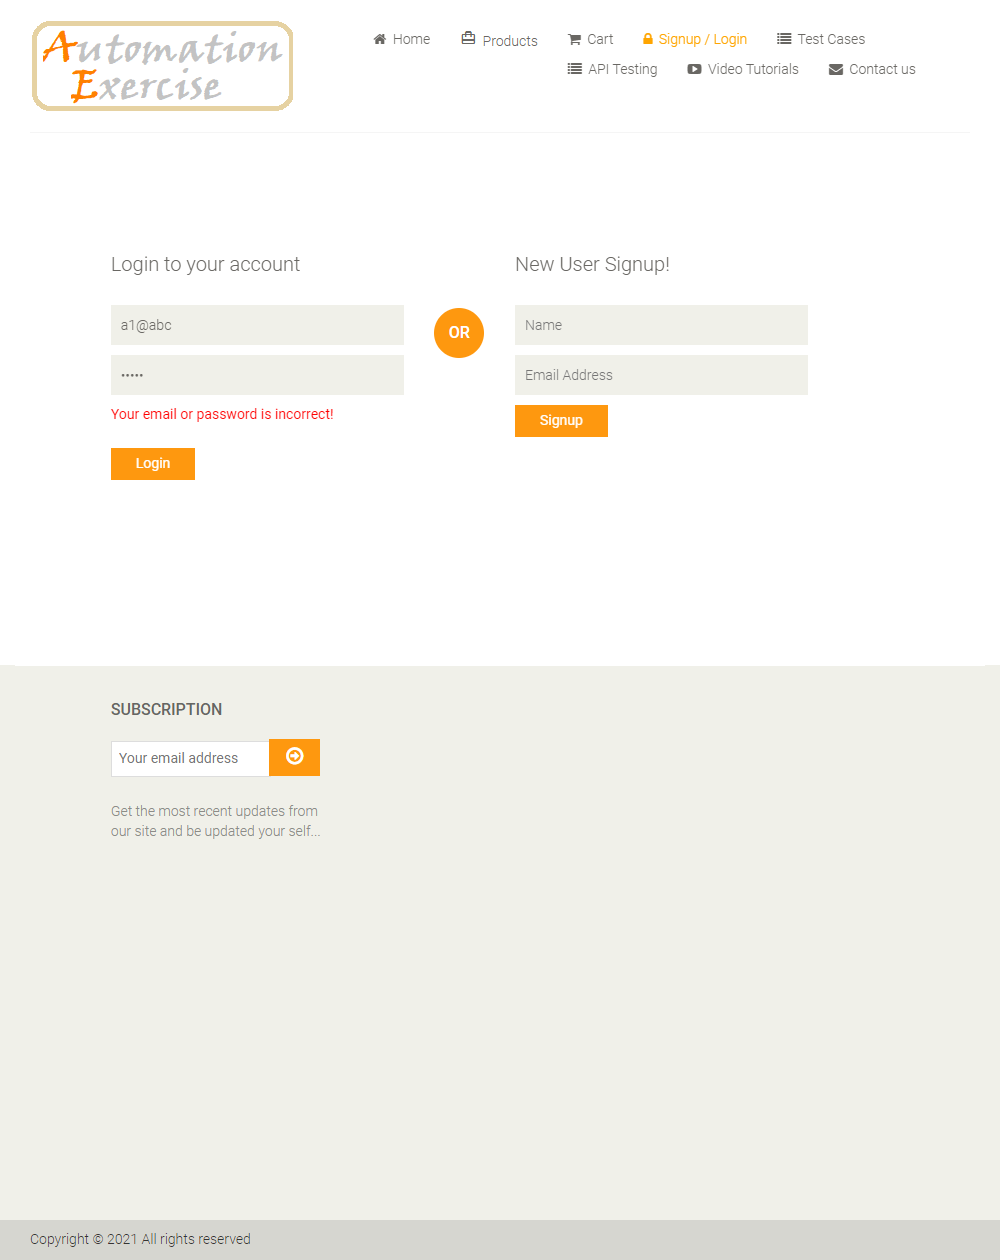 Automation
Exercise
Home
Products
Cart
Signup / Login
Test Cases
API Testing
Video Tutorials
Contact us
Login to your account
a1@abc
•••••
Your email or password is incorrect!
Login
OR
New User Signup!
Name
Email Address
Signup
SUBSCRIPTION
Your email address
Get the most recent updates from
our site and be updated your self...
Copyright © 2021 All rights reserved